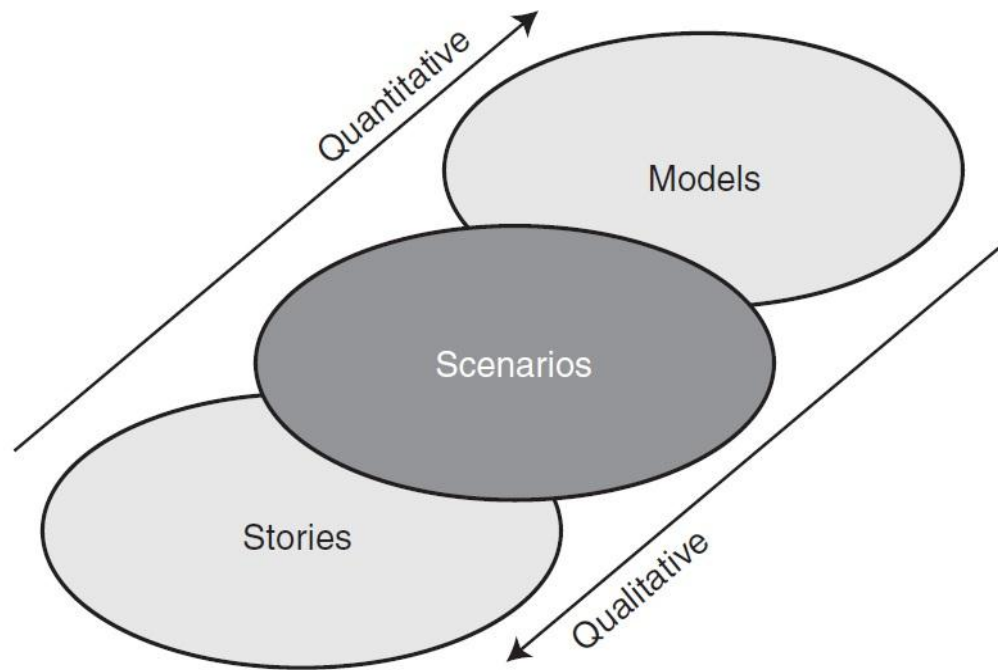 Quantitative
Models
Scenarios
Stories
Qualitative